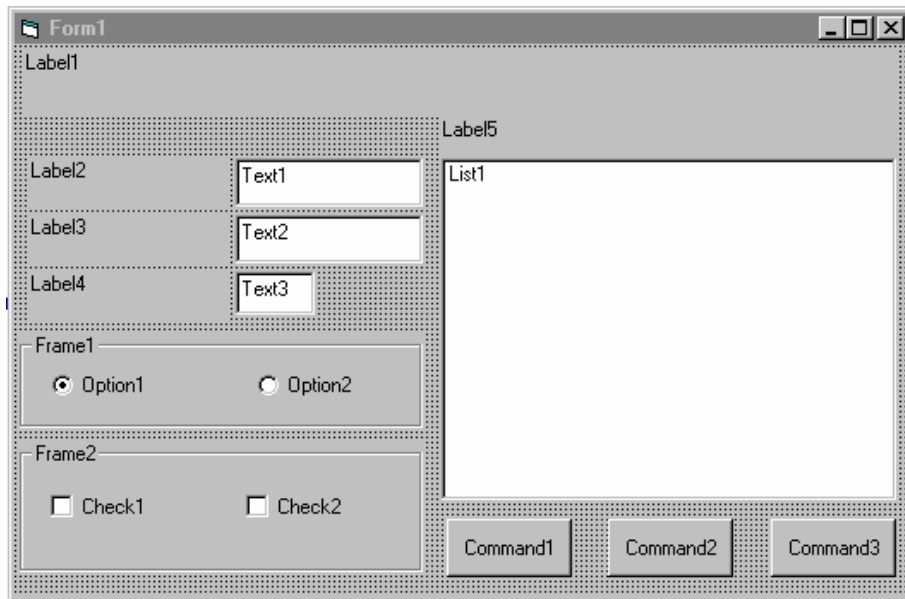 Form1
Label1
Label5
Label2
Text1
List1
Label3
Text2
Label4
Text3
Frame1
Option1
Option2
Frame2
Check1
Check2
Command1
Command2
Command3